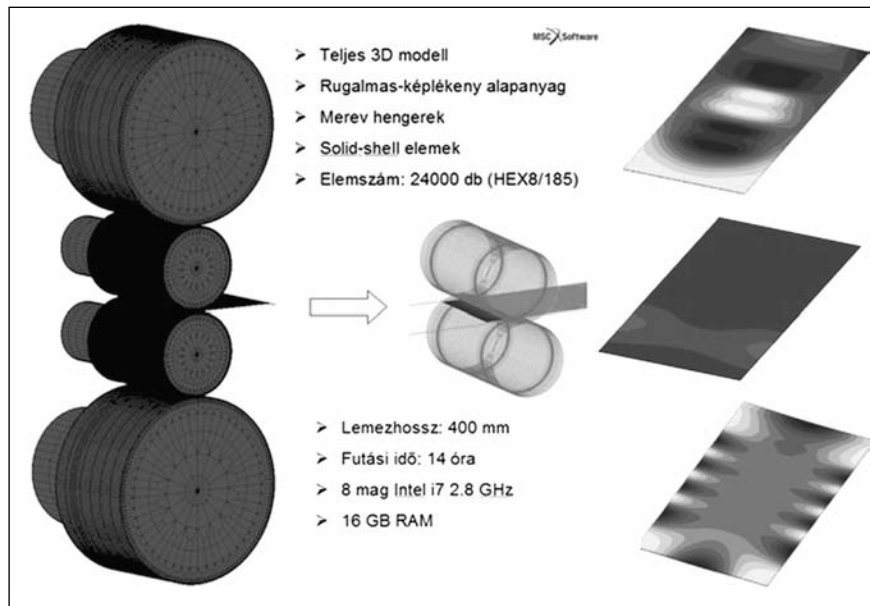 MSC Software
➢ Teljes 3D modell
➢ Rugalmas-képlékeny alapanyag
➢ Merev hengerek
➢ Solid-shell elemek
➢ Elemszám: 24000 db (HEX8/185)
➢ Lemezhossz: 400 mm
➢ Futási idő: 14 óra
➢ 8 mag Intel i7 2.8 GHz
➢ 16 GB RAM